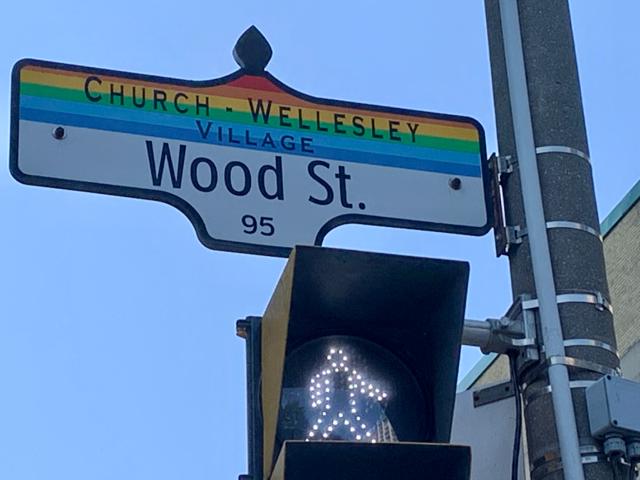 Church - Wellesley
Village
Wood St.
95